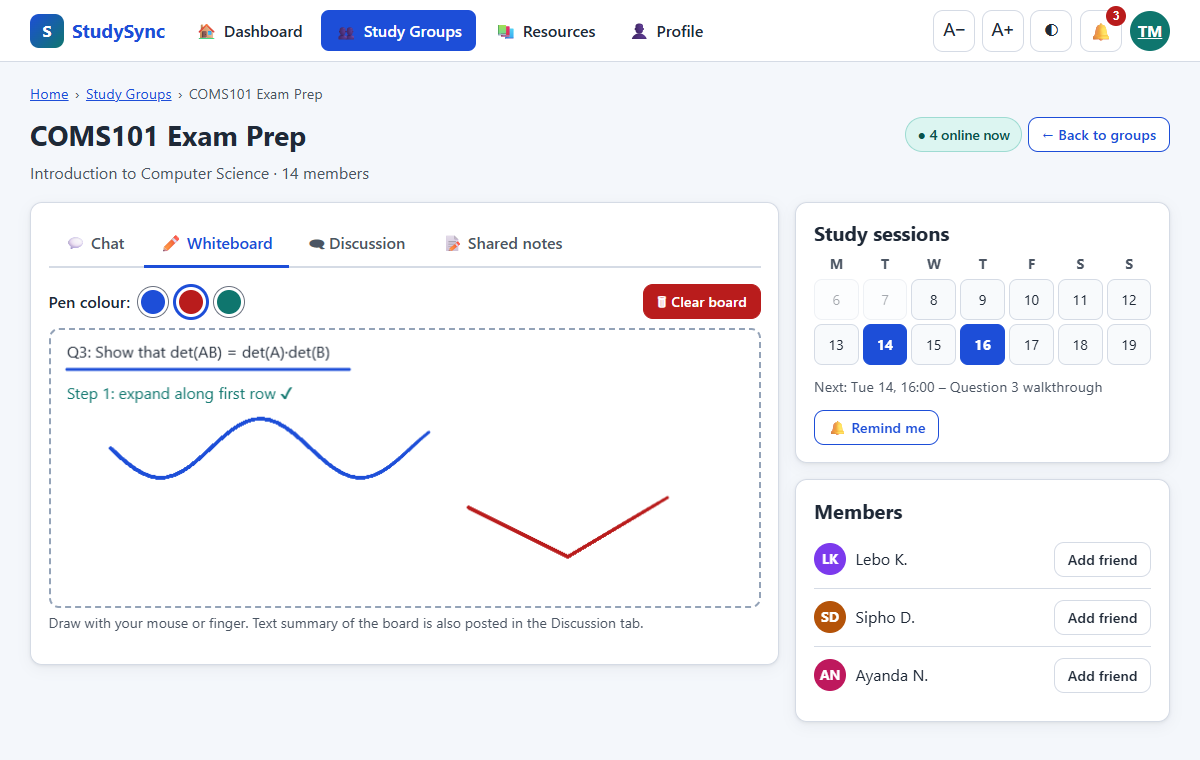 S StudySync Dashboard Study Groups Resources Profile A− A+ 3 TM
Home › Study Groups › COMS101 Exam Prep
COMS101 Exam Prep
● 4 online now ← Back to groups
Introduction to Computer Science · 14 members
Chat Whiteboard Discussion Shared notes
Pen colour: Clear board
Q3: Show that det(AB) = det(A)·det(B)
Step 1: expand along first row ✓
Draw with your mouse or finger. Text summary of the board is also posted in the Discussion tab.
Study sessions
M T W T F S S
6 7 8 9 10 11 12
13 14 15 16 17 18 19
Next: Tue 14, 16:00 – Question 3 walkthrough
Remind me
Members
LK Lebo K. Add friend
SD Sipho D. Add friend
AN Ayanda N. Add friend